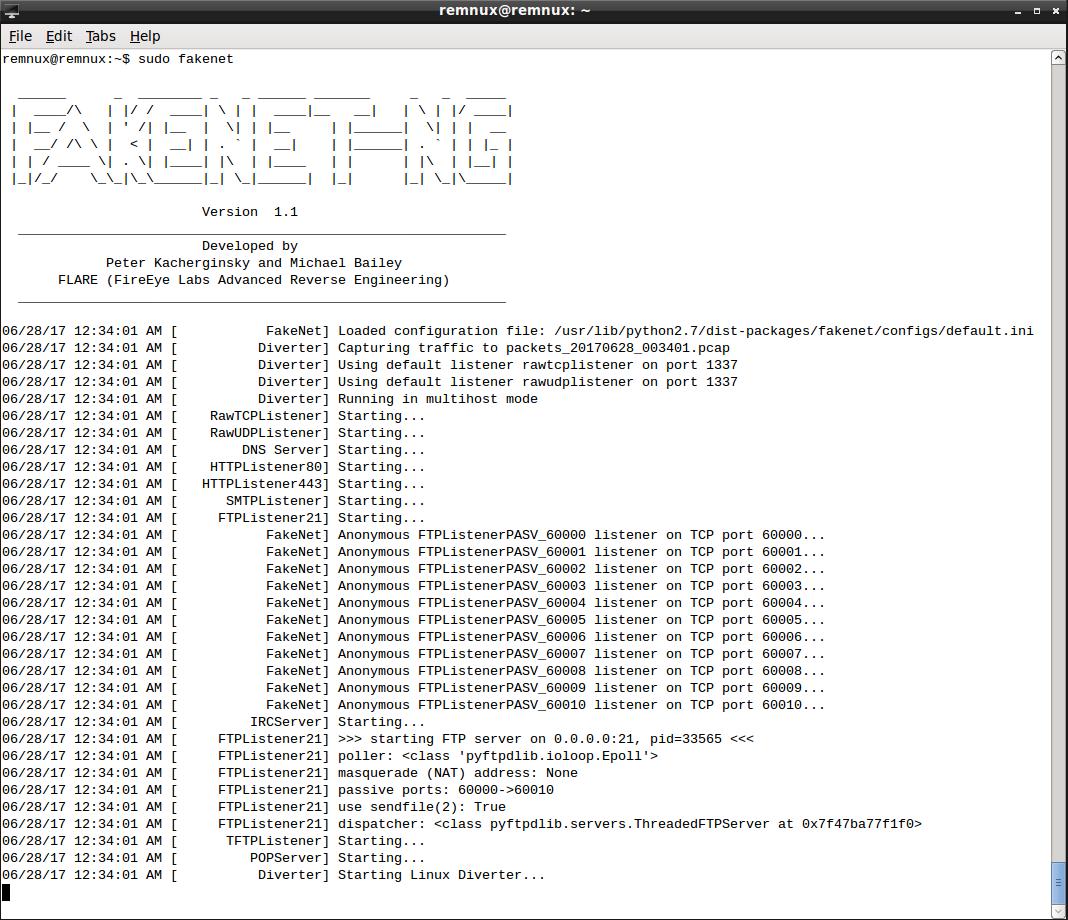 remnux@remnux: ~
File Edit Tabs Help
remnux@remnux:~$ sudo fakenet
FAKENET-NG
Version  1.1
Developed by
Peter Kacherginsky and Michael Bailey
FLARE (FireEye Labs Advanced Reverse Engineering)
06/28/17 12:34:01 AM [           FakeNet] Loaded configuration file: /usr/lib/python2.7/dist-packages/fakenet/configs/default.ini
06/28/17 12:34:01 AM [          Diverter] Capturing traffic to packets_20170628_003401.pcap
06/28/17 12:34:01 AM [          Diverter] Using default listener rawtcplistener on port 1337
06/28/17 12:34:01 AM [          Diverter] Using default listener rawudplistener on port 1337
06/28/17 12:34:01 AM [          Diverter] Running in multihost mode
06/28/17 12:34:01 AM [    RawTCPListener] Starting...
06/28/17 12:34:01 AM [    RawUDPListener] Starting...
06/28/17 12:34:01 AM [        DNS Server] Starting...
06/28/17 12:34:01 AM [    HTTPListener80] Starting...
06/28/17 12:34:01 AM [   HTTPListener443] Starting...
06/28/17 12:34:01 AM [      SMTPListener] Starting...
06/28/17 12:34:01 AM [     FTPListener21] Starting...
06/28/17 12:34:01 AM [           FakeNet] Anonymous FTPListenerPASV_60000 listener on TCP port 60000...
06/28/17 12:34:01 AM [           FakeNet] Anonymous FTPListenerPASV_60001 listener on TCP port 60001...
06/28/17 12:34:01 AM [           FakeNet] Anonymous FTPListenerPASV_60002 listener on TCP port 60002...
06/28/17 12:34:01 AM [           FakeNet] Anonymous FTPListenerPASV_60003 listener on TCP port 60003...
06/28/17 12:34:01 AM [           FakeNet] Anonymous FTPListenerPASV_60004 listener on TCP port 60004...
06/28/17 12:34:01 AM [           FakeNet] Anonymous FTPListenerPASV_60005 listener on TCP port 60005...
06/28/17 12:34:01 AM [           FakeNet] Anonymous FTPListenerPASV_60006 listener on TCP port 60006...
06/28/17 12:34:01 AM [           FakeNet] Anonymous FTPListenerPASV_60007 listener on TCP port 60007...
06/28/17 12:34:01 AM [           FakeNet] Anonymous FTPListenerPASV_60008 listener on TCP port 60008...
06/28/17 12:34:01 AM [           FakeNet] Anonymous FTPListenerPASV_60009 listener on TCP port 60009...
06/28/17 12:34:01 AM [           FakeNet] Anonymous FTPListenerPASV_60010 listener on TCP port 60010...
06/28/17 12:34:01 AM [         IRCServer] Starting...
06/28/17 12:34:01 AM [     FTPListener21] >>> starting FTP server on 0.0.0.0:21, pid=33565 <<<
06/28/17 12:34:01 AM [     FTPListener21] poller: <class 'pyftpdlib.ioloop.Epoll'>
06/28/17 12:34:01 AM [     FTPListener21] masquerade (NAT) address: None
06/28/17 12:34:01 AM [     FTPListener21] passive ports: 60000->60010
06/28/17 12:34:01 AM [     FTPListener21] use sendfile(2): True
06/28/17 12:34:01 AM [     FTPListener21] dispatcher: <class pyftpdlib.servers.ThreadedFTPServer at 0x7f47ba77f1f0>
06/28/17 12:34:01 AM [      TFTPListener] Starting...
06/28/17 12:34:01 AM [         POPServer] Starting...
06/28/17 12:34:01 AM [          Diverter] Starting Linux Diverter...